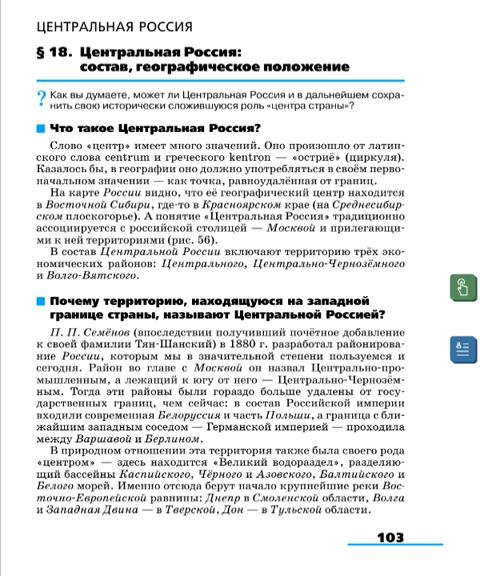 ЦЕНТРАЛЬНАЯ РОССИЯ
§ 18. Центральная Россия:
состав, географическое положение
? Как вы думаете, может ли Центральная Россия и в дальнейшем сохра-
нить свою исторически сложившуюся роль «центра страны»?
Что такое Центральная Россия?
Слово «центр» имеет много значений. Оно произошло от латин-
ского слова centrum и греческого kentron — «остриё» (циркуля).
Казалось бы, в географии оно должно употребляться в своём перво-
начальном значении — как точка, равноудалённая от границ.
На карте России видно, что её географический центр находится
в Восточной Сибири, где-то в Красноярском крае (на Среднесибир-
ском плоскогорье). А понятие «Центральная Россия» традиционно
ассоциируется с российской столицей — Москвой и прилегающи-
ми к ней территориями (рис. 56).
В состав Центральной России включают территорию трёх эко-
номических районов: Центрального, Центрально-Чернозёмного
и Волго-Вятского.
Почему территорию, находящуюся на западной
границе страны, называют Центральной Россией?
П. П. Семёнов (впоследствии получивший почётное добавление
к своей фамилии Тян-Шанский) в 1880 г. разработал районирова-
ние России, которым мы в значительной степени пользуемся и
сегодня. Район во главе с Москвой он назвал Центрально-про-
мышленным, а лежащий к югу от него — Центрально-Чернозём-
ным. Тогда эти районы были гораздо больше удалены от госу-
дарственных границ, чем сейчас: в состав Российской империи
входили современная Белоруссия и часть Польши, а граница с бли-
жайшим западным соседом — Германской империей — проходила
между Варшавой и Берлином.
В природном отношении эта территория также была своего рода
«центром» — здесь находится «Великий водораздел», разделяю-
щий бассейны Каспийского, Чёрного и Азовского, Балтийского и
Белого морей. Именно отсюда берут начало крупнейшие реки Вос-
точно-Европейской равнины: Днепр в Смоленской области, Волга
и Западная Двина — в Тверской, Дон — в Тульской области.
103